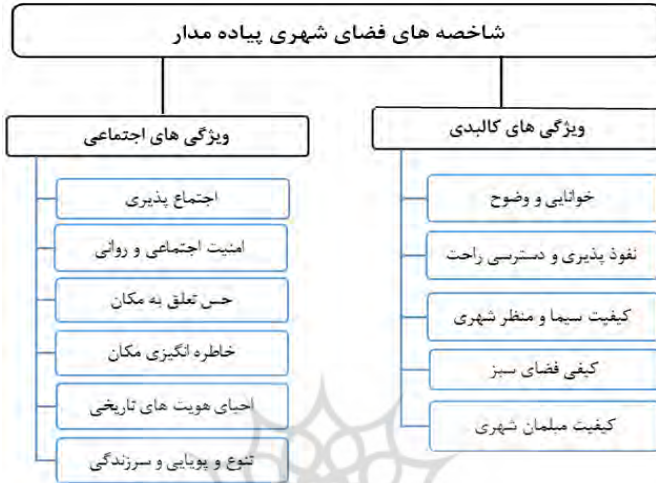 شاخصه های فضای شهری پیاده مدار
ویژگی های کالبدی
خوانایی و وضوح
نفوذ پذیری و دسترسی راحت
کیفیت سیما و منظر شهری
کیفی فضای سبز
کیفیت مبلمان شهری
ویژگی های اجتماعی
اجتماع پذیری
امنیت اجتماعی و روانی
حس تعلق به مکان
خاطره انگیزی مکان
احیای هویت های تاریخی
تنوع و پویایی و سرزندگی